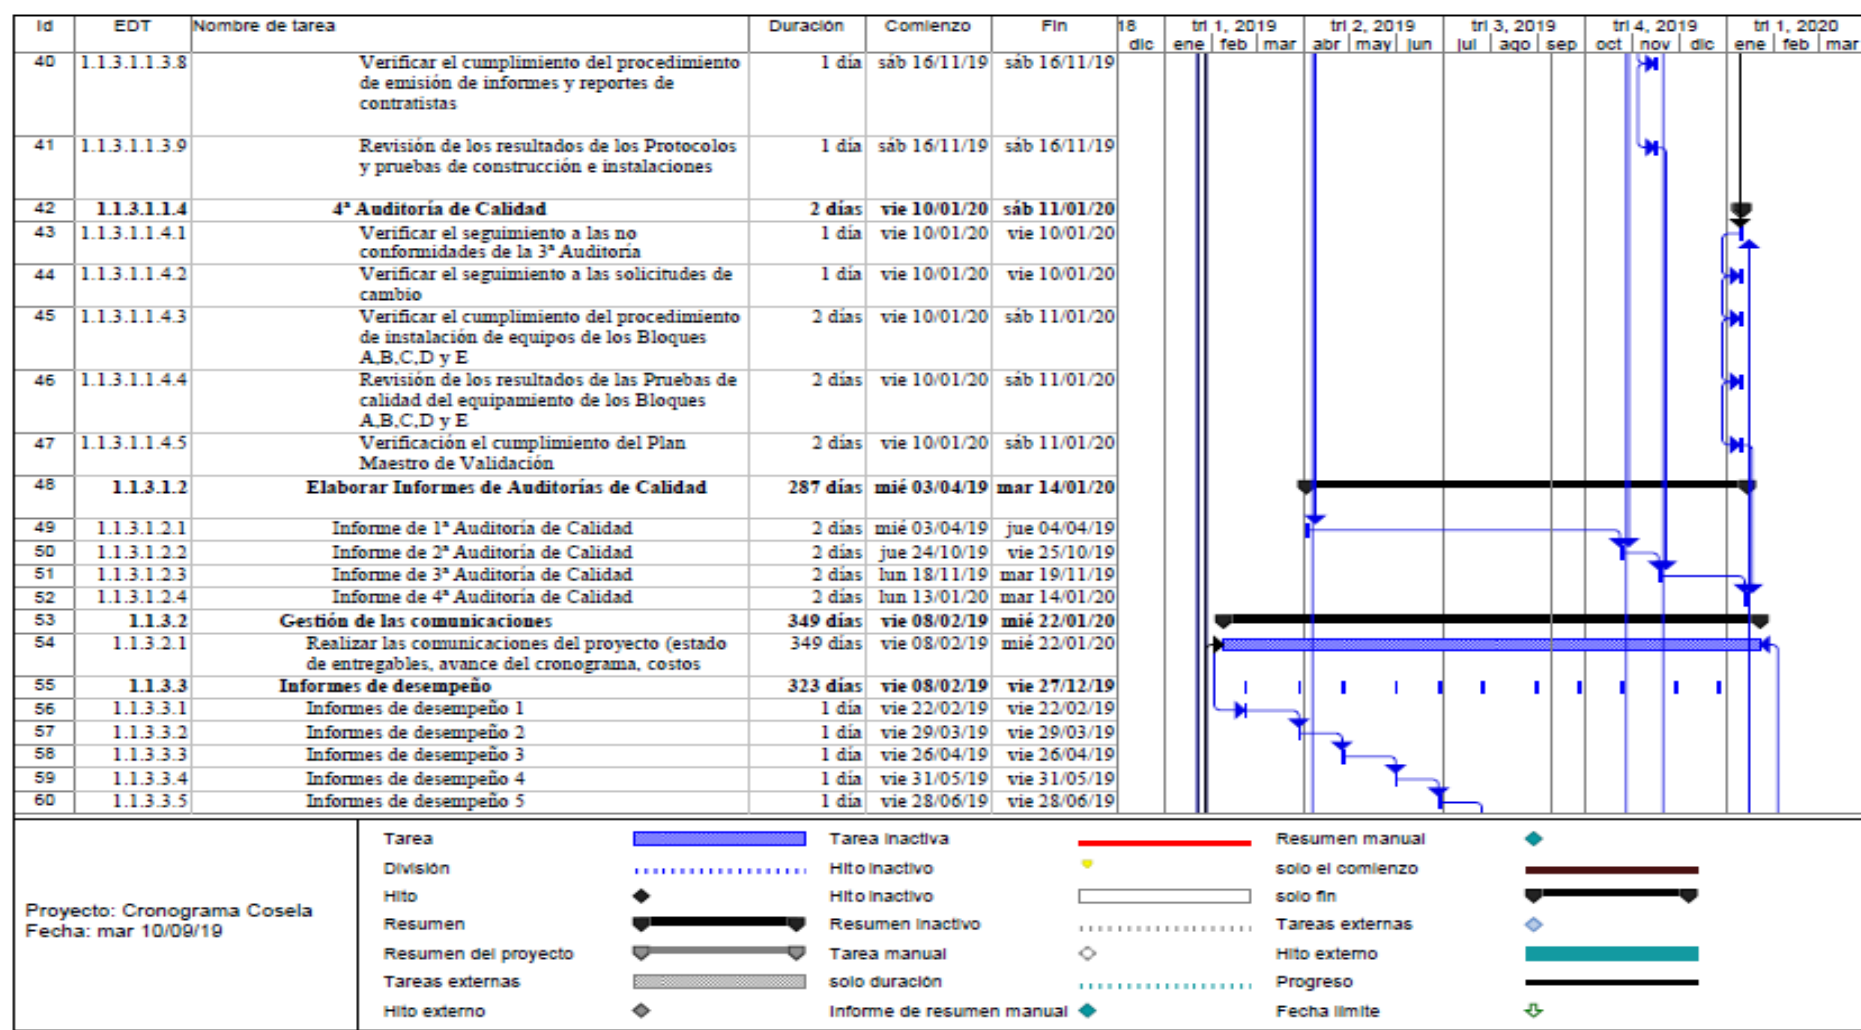 Id EDT Nombre de tarea Duración Comienzo Fin 18 tri 1, 2019 tri 2, 2019 tri 3, 2019 tri 4, 2019 tri 1, 2020
dic ene feb mar abr may jun jul ago sep oct nov dic ene feb mar
40 1.1.3.1.1.3.8 Verificar el cumplimiento del procedimiento 1 día sáb 16/11/19 sáb 16/11/19
de emisión de informes y reportes de
contratistas
41 1.1.3.1.1.3.9 Revisión de los resultados de los Protocolos 1 día sáb 16/11/19 sáb 16/11/19
y pruebas de construcción e instalaciones
42 1.1.3.1.1.4 4ª Auditoría de Calidad 2 días vie 10/01/20 sáb 11/01/20
43 1.1.3.1.1.4.1 Verificar el seguimiento a las no 1 día vie 10/01/20 vie 10/01/20
conformidades de la 3ª Auditoría
44 1.1.3.1.1.4.2 Verificar el seguimiento a las solicitudes de 1 día vie 10/01/20 vie 10/01/20
cambio
45 1.1.3.1.1.4.3 Verificar el cumplimiento del procedimiento 2 días vie 10/01/20 sáb 11/01/20
de instalación de equipos de los Bloques
A,B,C,D y E
46 1.1.3.1.1.4.4 Revisión de los resultados de las Pruebas de 2 días vie 10/01/20 sáb 11/01/20
calidad del equipamiento de los Bloques
A,B,C,D y E
47 1.1.3.1.1.4.5 Verificación el cumplimiento del Plan 2 días vie 10/01/20 sáb 11/01/20
Maestro de Validación
48 1.1.3.1.2 Elaborar Informes de Auditorías de Calidad 287 días mié 03/04/19 mar 14/01/20
49 1.1.3.1.2.1 Informe de 1ª Auditoría de Calidad 2 días mié 03/04/19 jue 04/04/19
50 1.1.3.1.2.2 Informe de 2ª Auditoría de Calidad 2 días jue 24/10/19 vie 25/10/19
51 1.1.3.1.2.3 Informe de 3ª Auditoría de Calidad 2 días lun 18/11/19 mar 19/11/19
52 1.1.3.1.2.4 Informe de 4ª Auditoría de Calidad 2 días lun 13/01/20 mar 14/01/20
53 1.1.3.2 Gestión de las comunicaciones 349 días vie 08/02/19 mié 22/01/20
54 1.1.3.2.1 Realizar las comunicaciones del proyecto (estado 349 días vie 08/02/19 mié 22/01/20
de entregables, avance del cronograma, costos
55 1.1.3.3 Informes de desempeño 323 días vie 08/02/19 vie 27/12/19
56 1.1.3.3.1 Informes de desempeño 1 1 día vie 22/02/19 vie 22/02/19
57 1.1.3.3.2 Informes de desempeño 2 1 día vie 29/03/19 vie 29/03/19
58 1.1.3.3.3 Informes de desempeño 3 1 día vie 26/04/19 vie 26/04/19
59 1.1.3.3.4 Informes de desempeño 4 1 día vie 31/05/19 vie 31/05/19
60 1.1.3.3.5 Informes de desempeño 5 1 día vie 28/06/19 vie 28/06/19
Proyecto: Cronograma Cosela
Fecha: mar 10/09/19
Tarea Tarea inactiva Resumen manual
División Hito inactivo solo el comienzo
Hito Hito inactivo solo fin
Resumen Resumen inactivo Tareas externas
Resumen del proyecto Tarea manual Hito externo
Tareas externas solo duración Progreso
Hito externo Informe de resumen manual Fecha límite